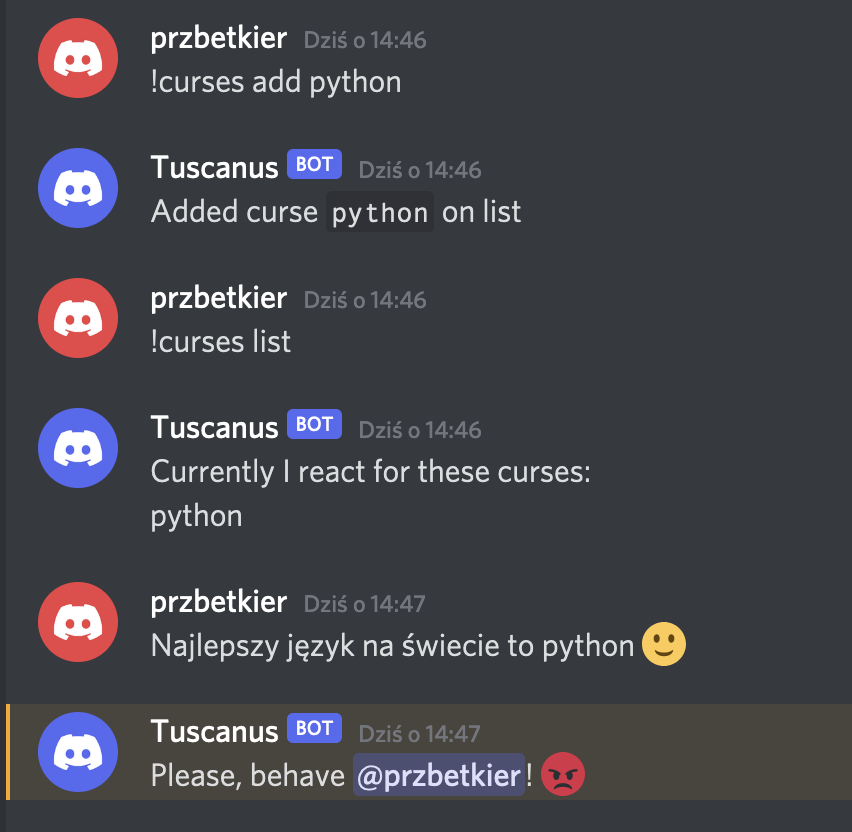 przbetkier Dziś o 14:46
!curses add python
Tuscanus BOT Dziś o 14:46
Added curse python on list
przbetkier Dziś o 14:46
!curses list
Tuscanus BOT Dziś o 14:46
Currently I react for these curses:
python
przbetkier Dziś o 14:47
Najlepszy język na świecie to python 🙂
Tuscanus BOT Dziś o 14:47
Please, behave @przbetkier! 😡